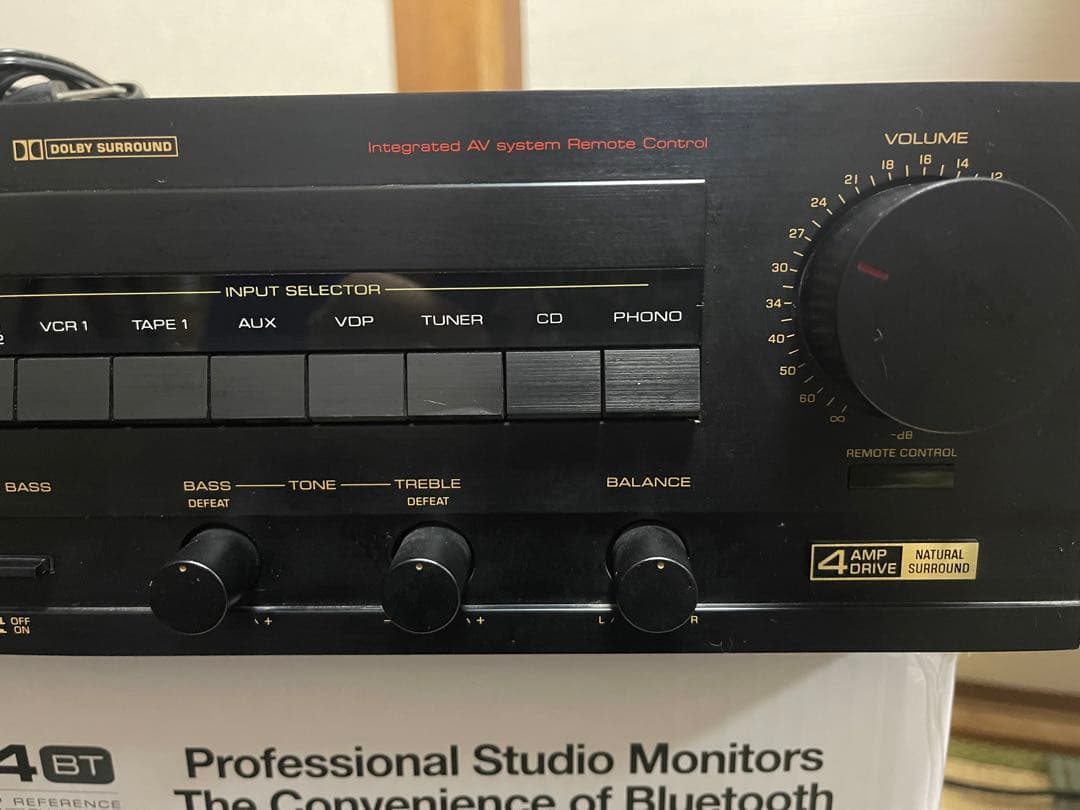 DOLBY SURROUND
Integrated AV system Remote Control
VOLUME
12
14
16
18
21
24
27
30
34
40
50
60
∞
-dB
INPUT SELECTOR
2
VCR 1
TAPE 1
AUX
VDP
TUNER
CD
PHONO
REMOTE CONTROL
BASS
BASS
TONE
TREBLE
BALANCE
DEFEAT
DEFEAT
4 AMP DRIVE
NATURAL SURROUND
OFF
ON
+
-
+
L
R
4BT
REFERENCE
Professional Studio Monitors
The Convenience of Bluetooth